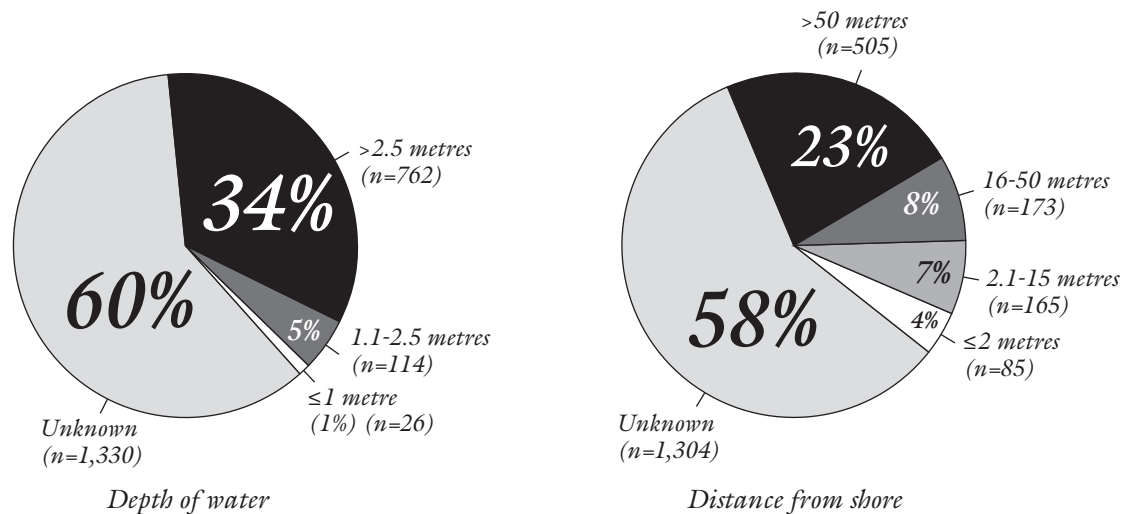 >2.5 metres
(n=762)
34%
60%
5%
1.1-2.5 metres
(n=114)
≤1 metre
(1%) (n=26)
Unknown
(n=1,330)
Depth of water
>50 metres
(n=505)
23%
16-50 metres
(n=173)
8%
7%
2.1-15 metres
(n=165)
4%
≤2 metres
(n=85)
58%
Unknown
(n=1,304)
Distance from shore